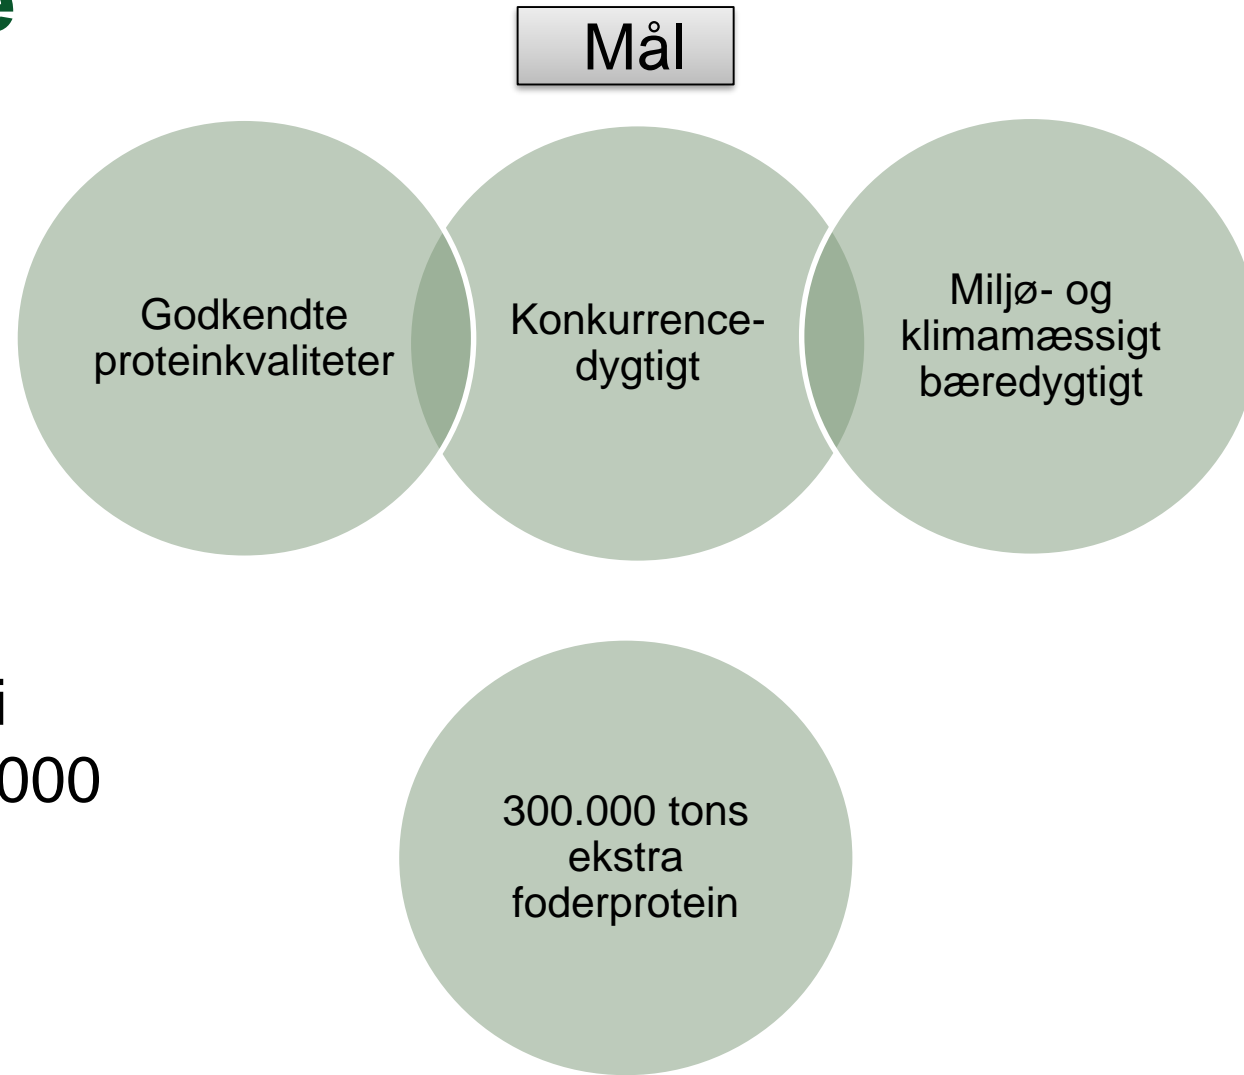 Mål
Godkendte
proteinkvaliteter
Konkurrence-
dygtigt
Miljø- og
klimamæssigt
bæredygtigt
i
000
300.000 tons
ekstra
foderprotein